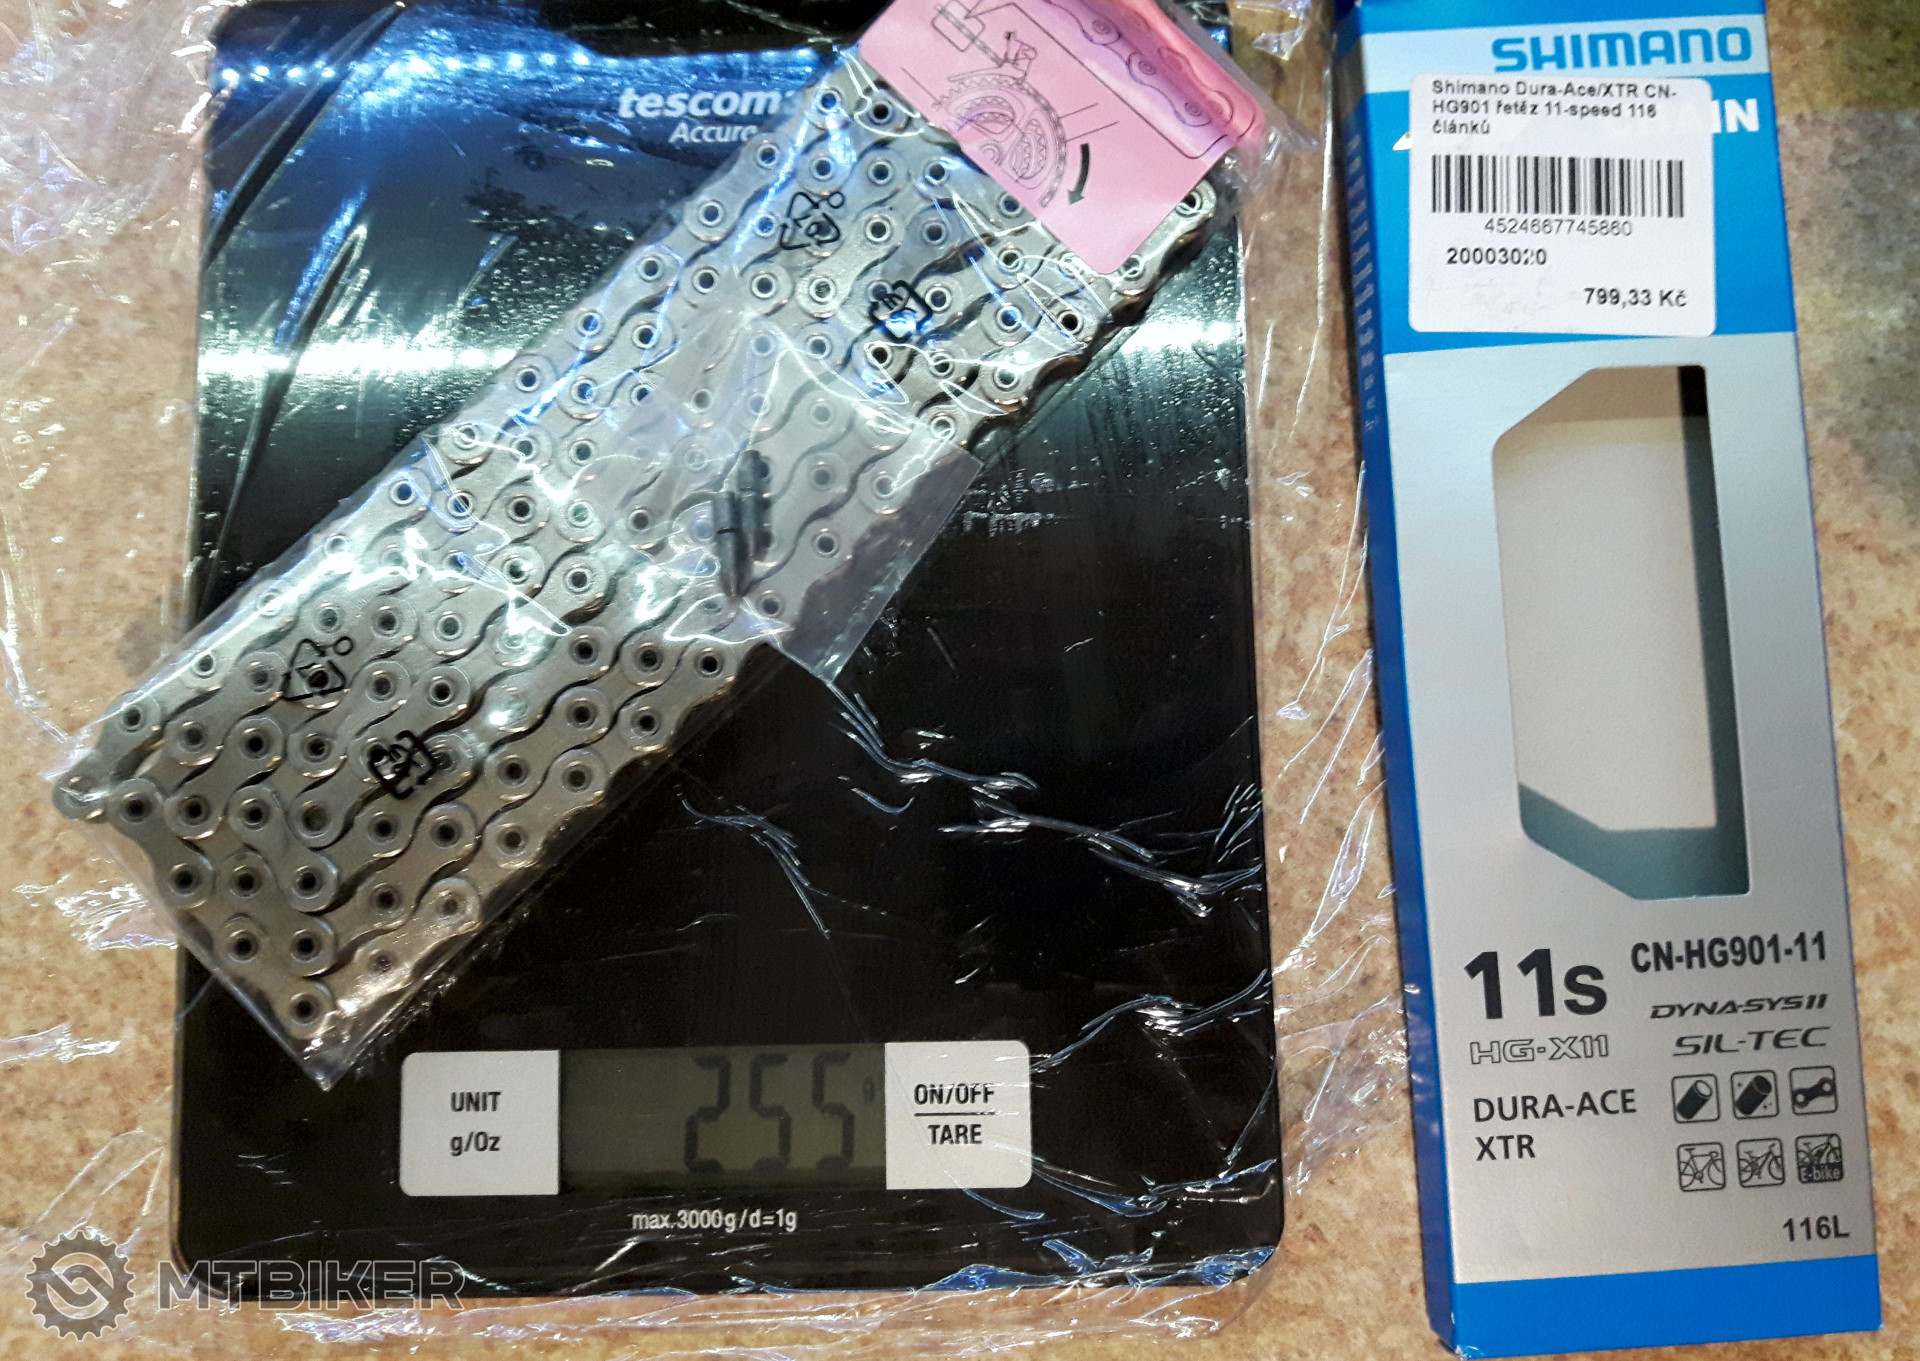 tescom
Accura
SHIMANO
Shimano Dura-Ace/XTR CN-
HG901 řetěz 11-speed 116
článků
4524667745860
20003020
799,33 Kč
11s
HG-X11
DURA-ACE
XTR
CN-HG901-11
DYNA-SYS11
SIL-TEC
e-bike
116L
UNIT
g/Oz
255 g
ON/OFF
TARE
max.3000g/d=1g
MTBIKER